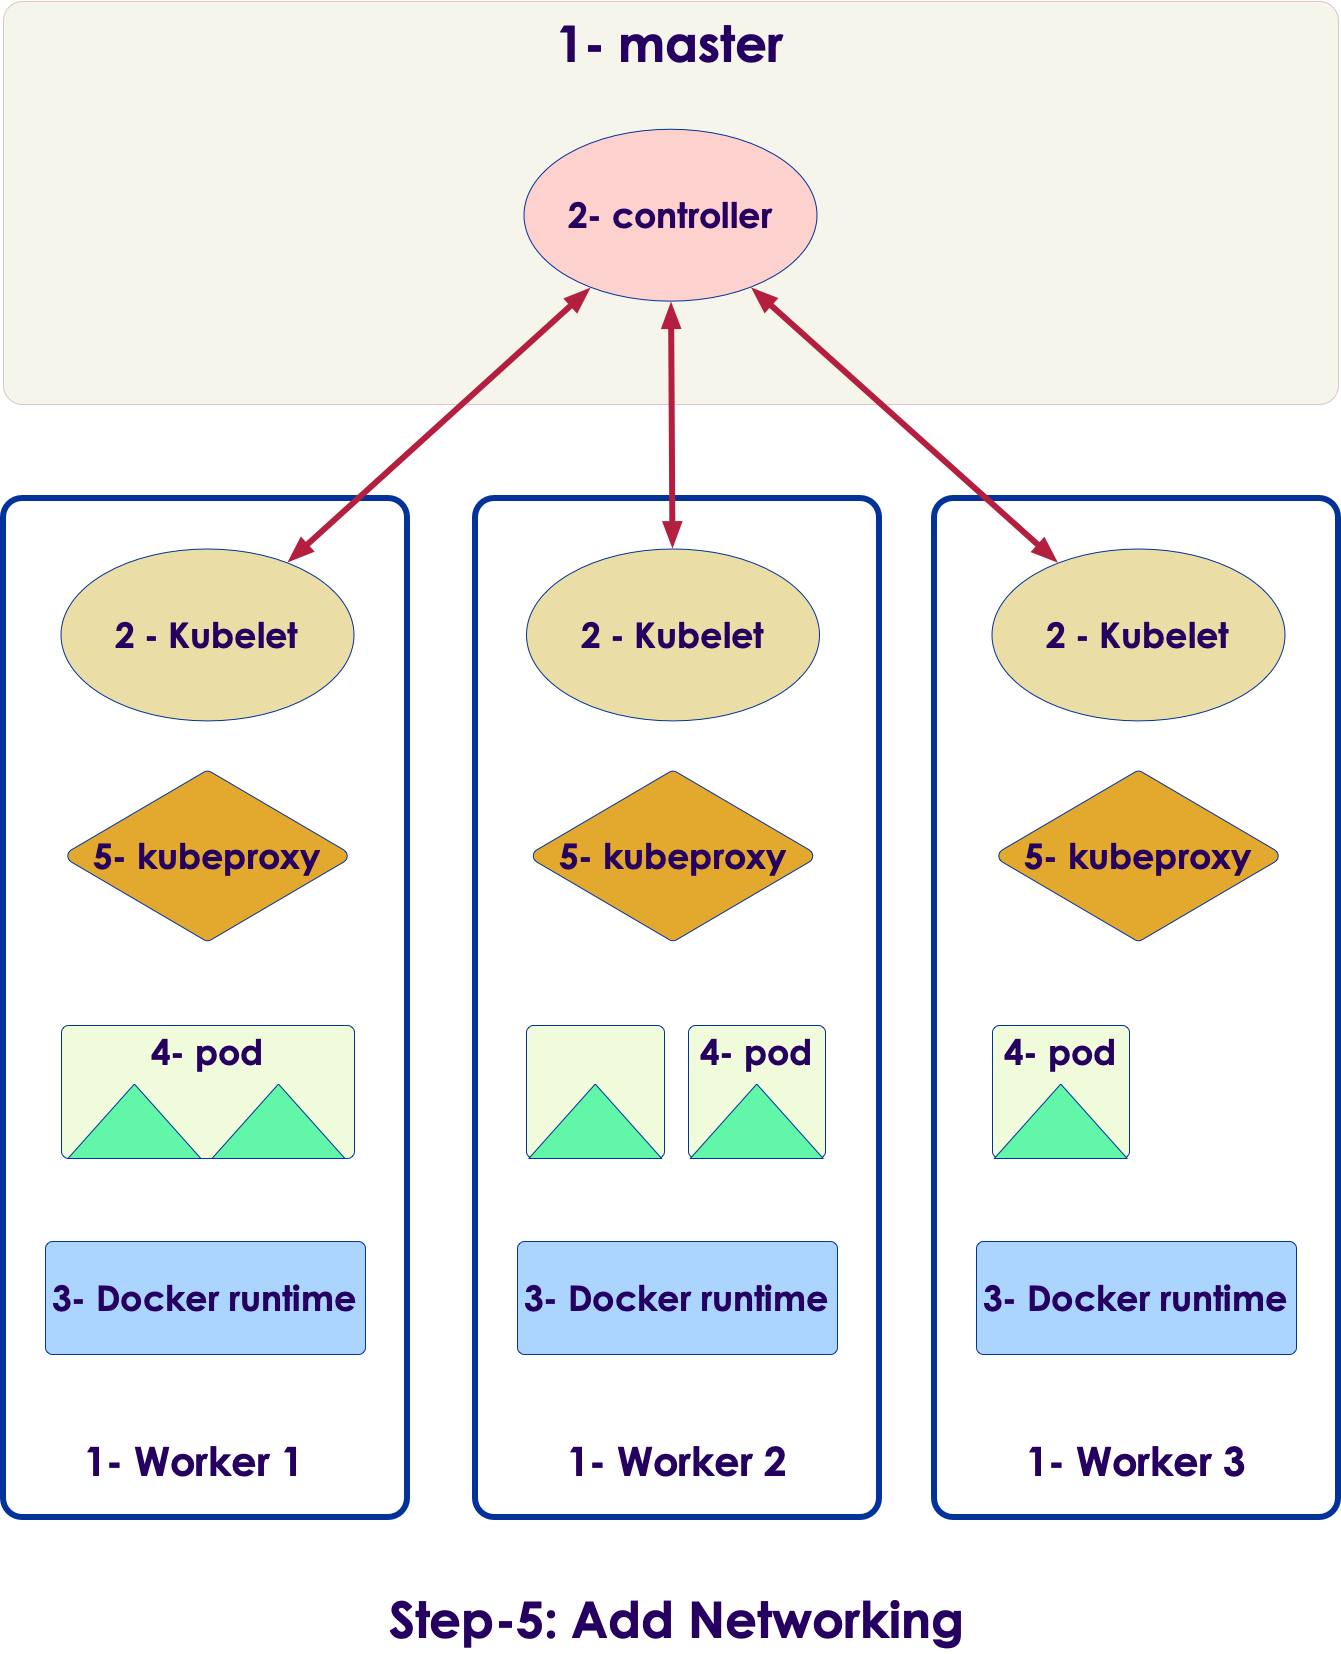 1- master
2- controller
2 - Kubelet
2 - Kubelet
2 - Kubelet
5- kubeproxy
5- kubeproxy
5- kubeproxy
4- pod
4- pod
4- pod
3- Docker runtime
3- Docker runtime
3- Docker runtime
1- Worker 1
1- Worker 2
1- Worker 3
Step-5: Add Networking